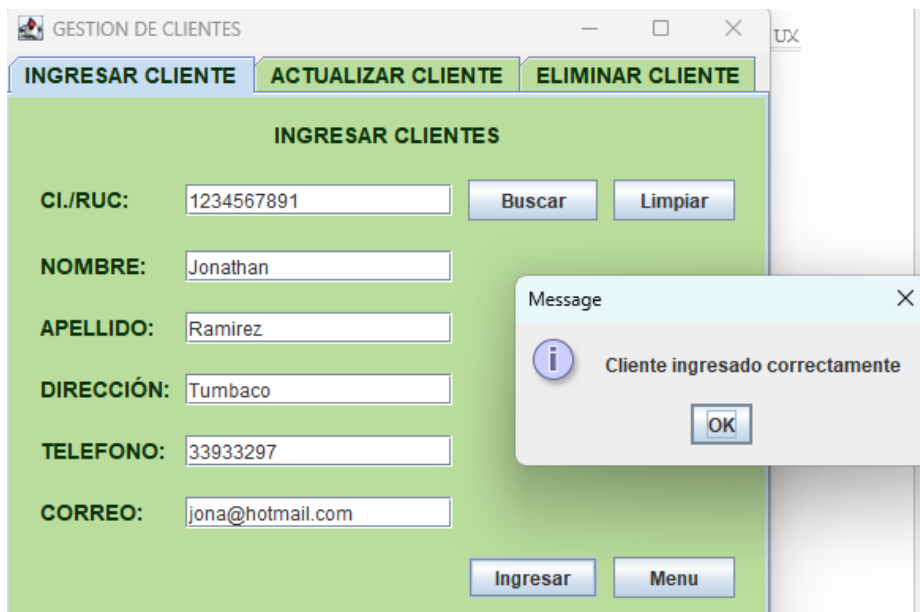 GESTION DE CLIENTES
UX
INGRESAR CLIENTE ACTUALIZAR CLIENTE ELIMINAR CLIENTE
INGRESAR CLIENTES
CI./RUC: 1234567891 Buscar Limpiar
NOMBRE: Jonathan
Message
APELLIDO: Ramirez
Cliente ingresado correctamente
DIRECCIÓN: Tumbaco
OK
TELEFONO: 33933297
CORREO: jona@hotmail.com
Ingresar Menu